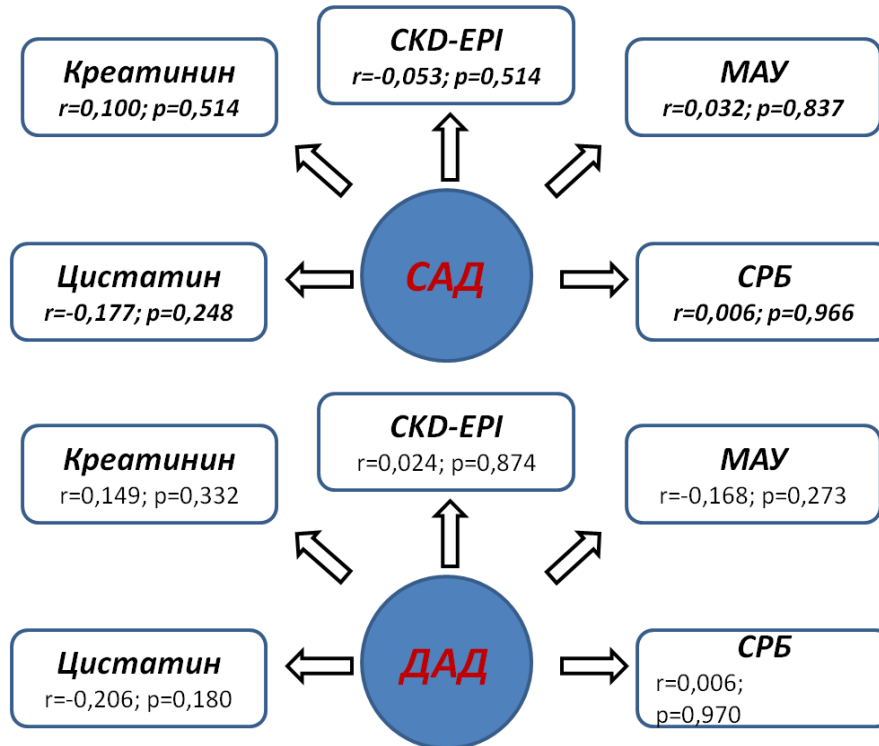 CKD-EPI
r=-0,053; p=0,514
Креатинин
r=0,100; p=0,514
МАУ
r=0,032; p=0,837
САД
Цистатин
r=-0,177; p=0,248
СРБ
r=0,006; p=0,966
CKD-EPI
r=0,024; p=0,874
Креатинин
r=0,149; p=0,332
МАУ
r=-0,168; p=0,273
ДАД
Цистатин
r=-0,206; p=0,180
СРБ
r=0,006;
p=0,970